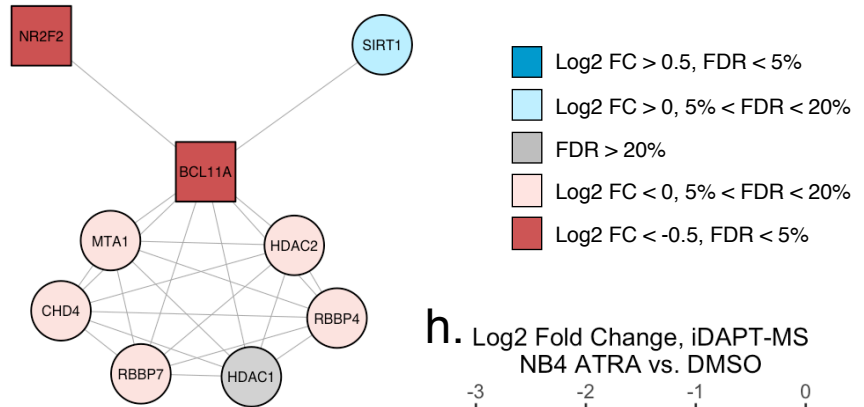 NR2F2
SIRT1
BCL11A
MTA1
HDAC2
CHD4
RBBP4
RBBP7
HDAC1
Log2 FC > 0.5, FDR < 5%
Log2 FC > 0, 5% < FDR < 20%
FDR > 20%
Log2 FC < 0, 5% < FDR < 20%
Log2 FC < -0.5, FDR < 5%
h. Log2 Fold Change, iDAPT-MS
NB4 ATRA vs. DMSO
-3 -2 -1 0